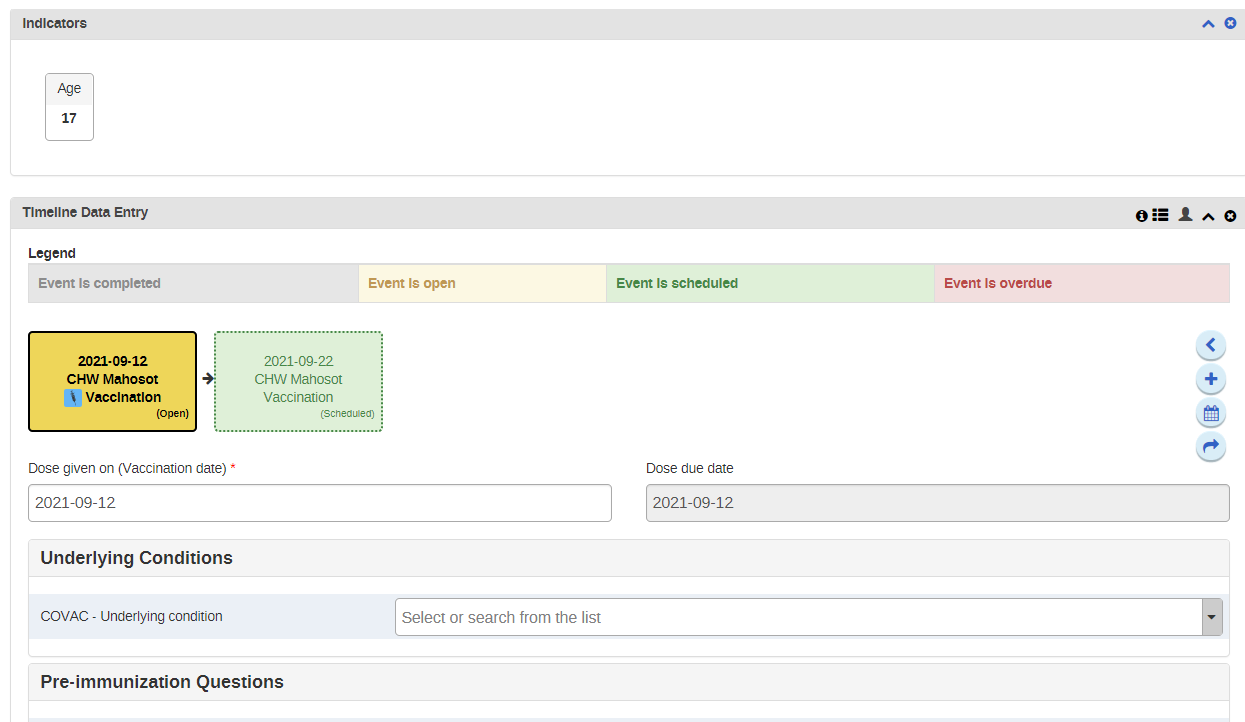 Indicators
Age
17
Timeline Data Entry
Legend
Event is completed
Event is open
Event is scheduled
Event is overdue
2021-09-12
CHW Mahosot
Vaccination
(Open)
2021-09-22
CHW Mahosot
Vaccination
(Scheduled)
Dose given on (Vaccination date) *
Dose due date
2021-09-12
2021-09-12
Underlying Conditions
COVAC - Underlying condition
Select or search from the list
Pre-immunization Questions